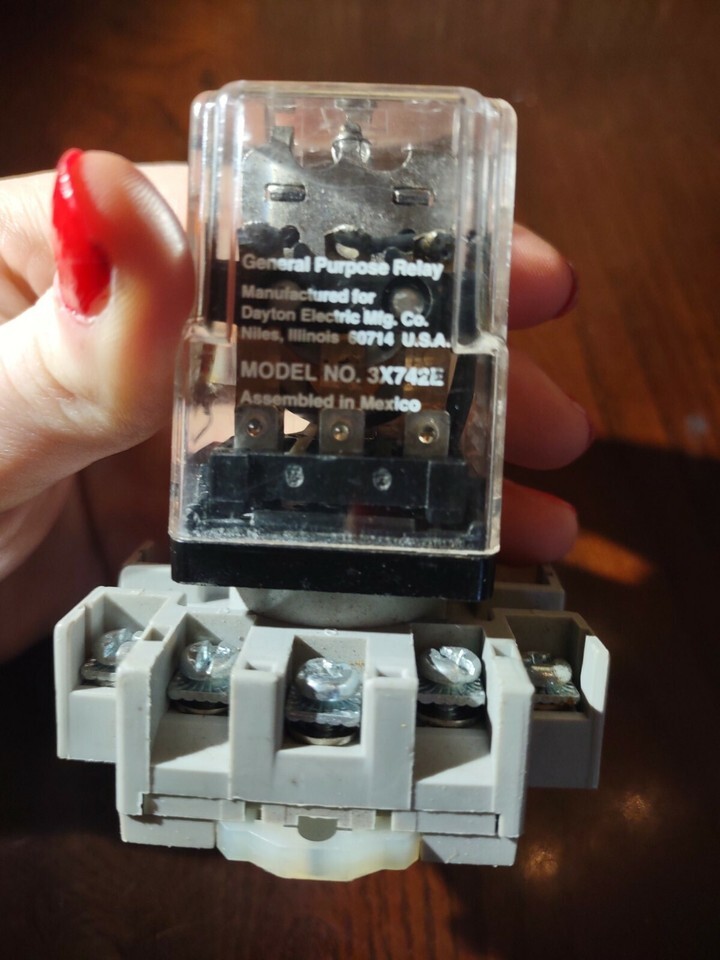 General Purpose Relay
Manufactured for
Dayton Electric Mfg. Co.
Niles, Illinois 60714 U.S.A.
MODEL NO. 3X742E
Assembled in Mexico